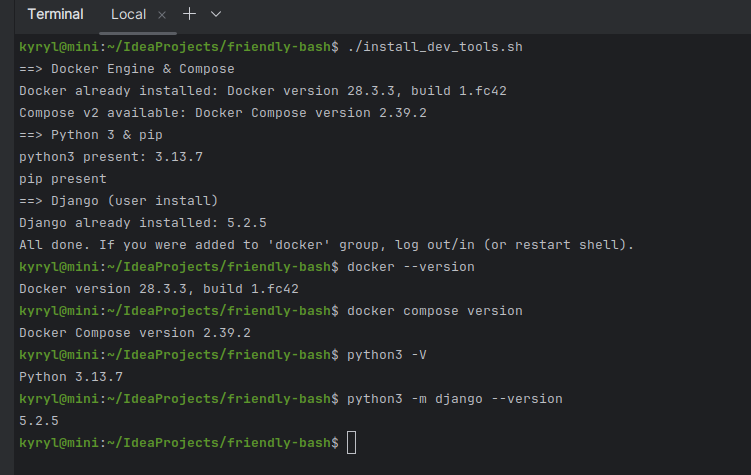 Terminal Local × +
kyryl@mini:~/IdeaProjects/friendly-bash$ ./install_dev_tools.sh
==> Docker Engine & Compose
Docker already installed: Docker version 28.3.3, build 1.fc42
Compose v2 available: Docker Compose version 2.39.2
==> Python 3 & pip
python3 present: 3.13.7
pip present
==> Django (user install)
Django already installed: 5.2.5
All done. If you were added to 'docker' group, log out/in (or restart shell).
kyryl@mini:~/IdeaProjects/friendly-bash$ docker --version
Docker version 28.3.3, build 1.fc42
kyryl@mini:~/IdeaProjects/friendly-bash$ docker compose version
Docker Compose version 2.39.2
kyryl@mini:~/IdeaProjects/friendly-bash$ python3 -V
Python 3.13.7
kyryl@mini:~/IdeaProjects/friendly-bash$ python3 -m django --version
5.2.5
kyryl@mini:~/IdeaProjects/friendly-bash$